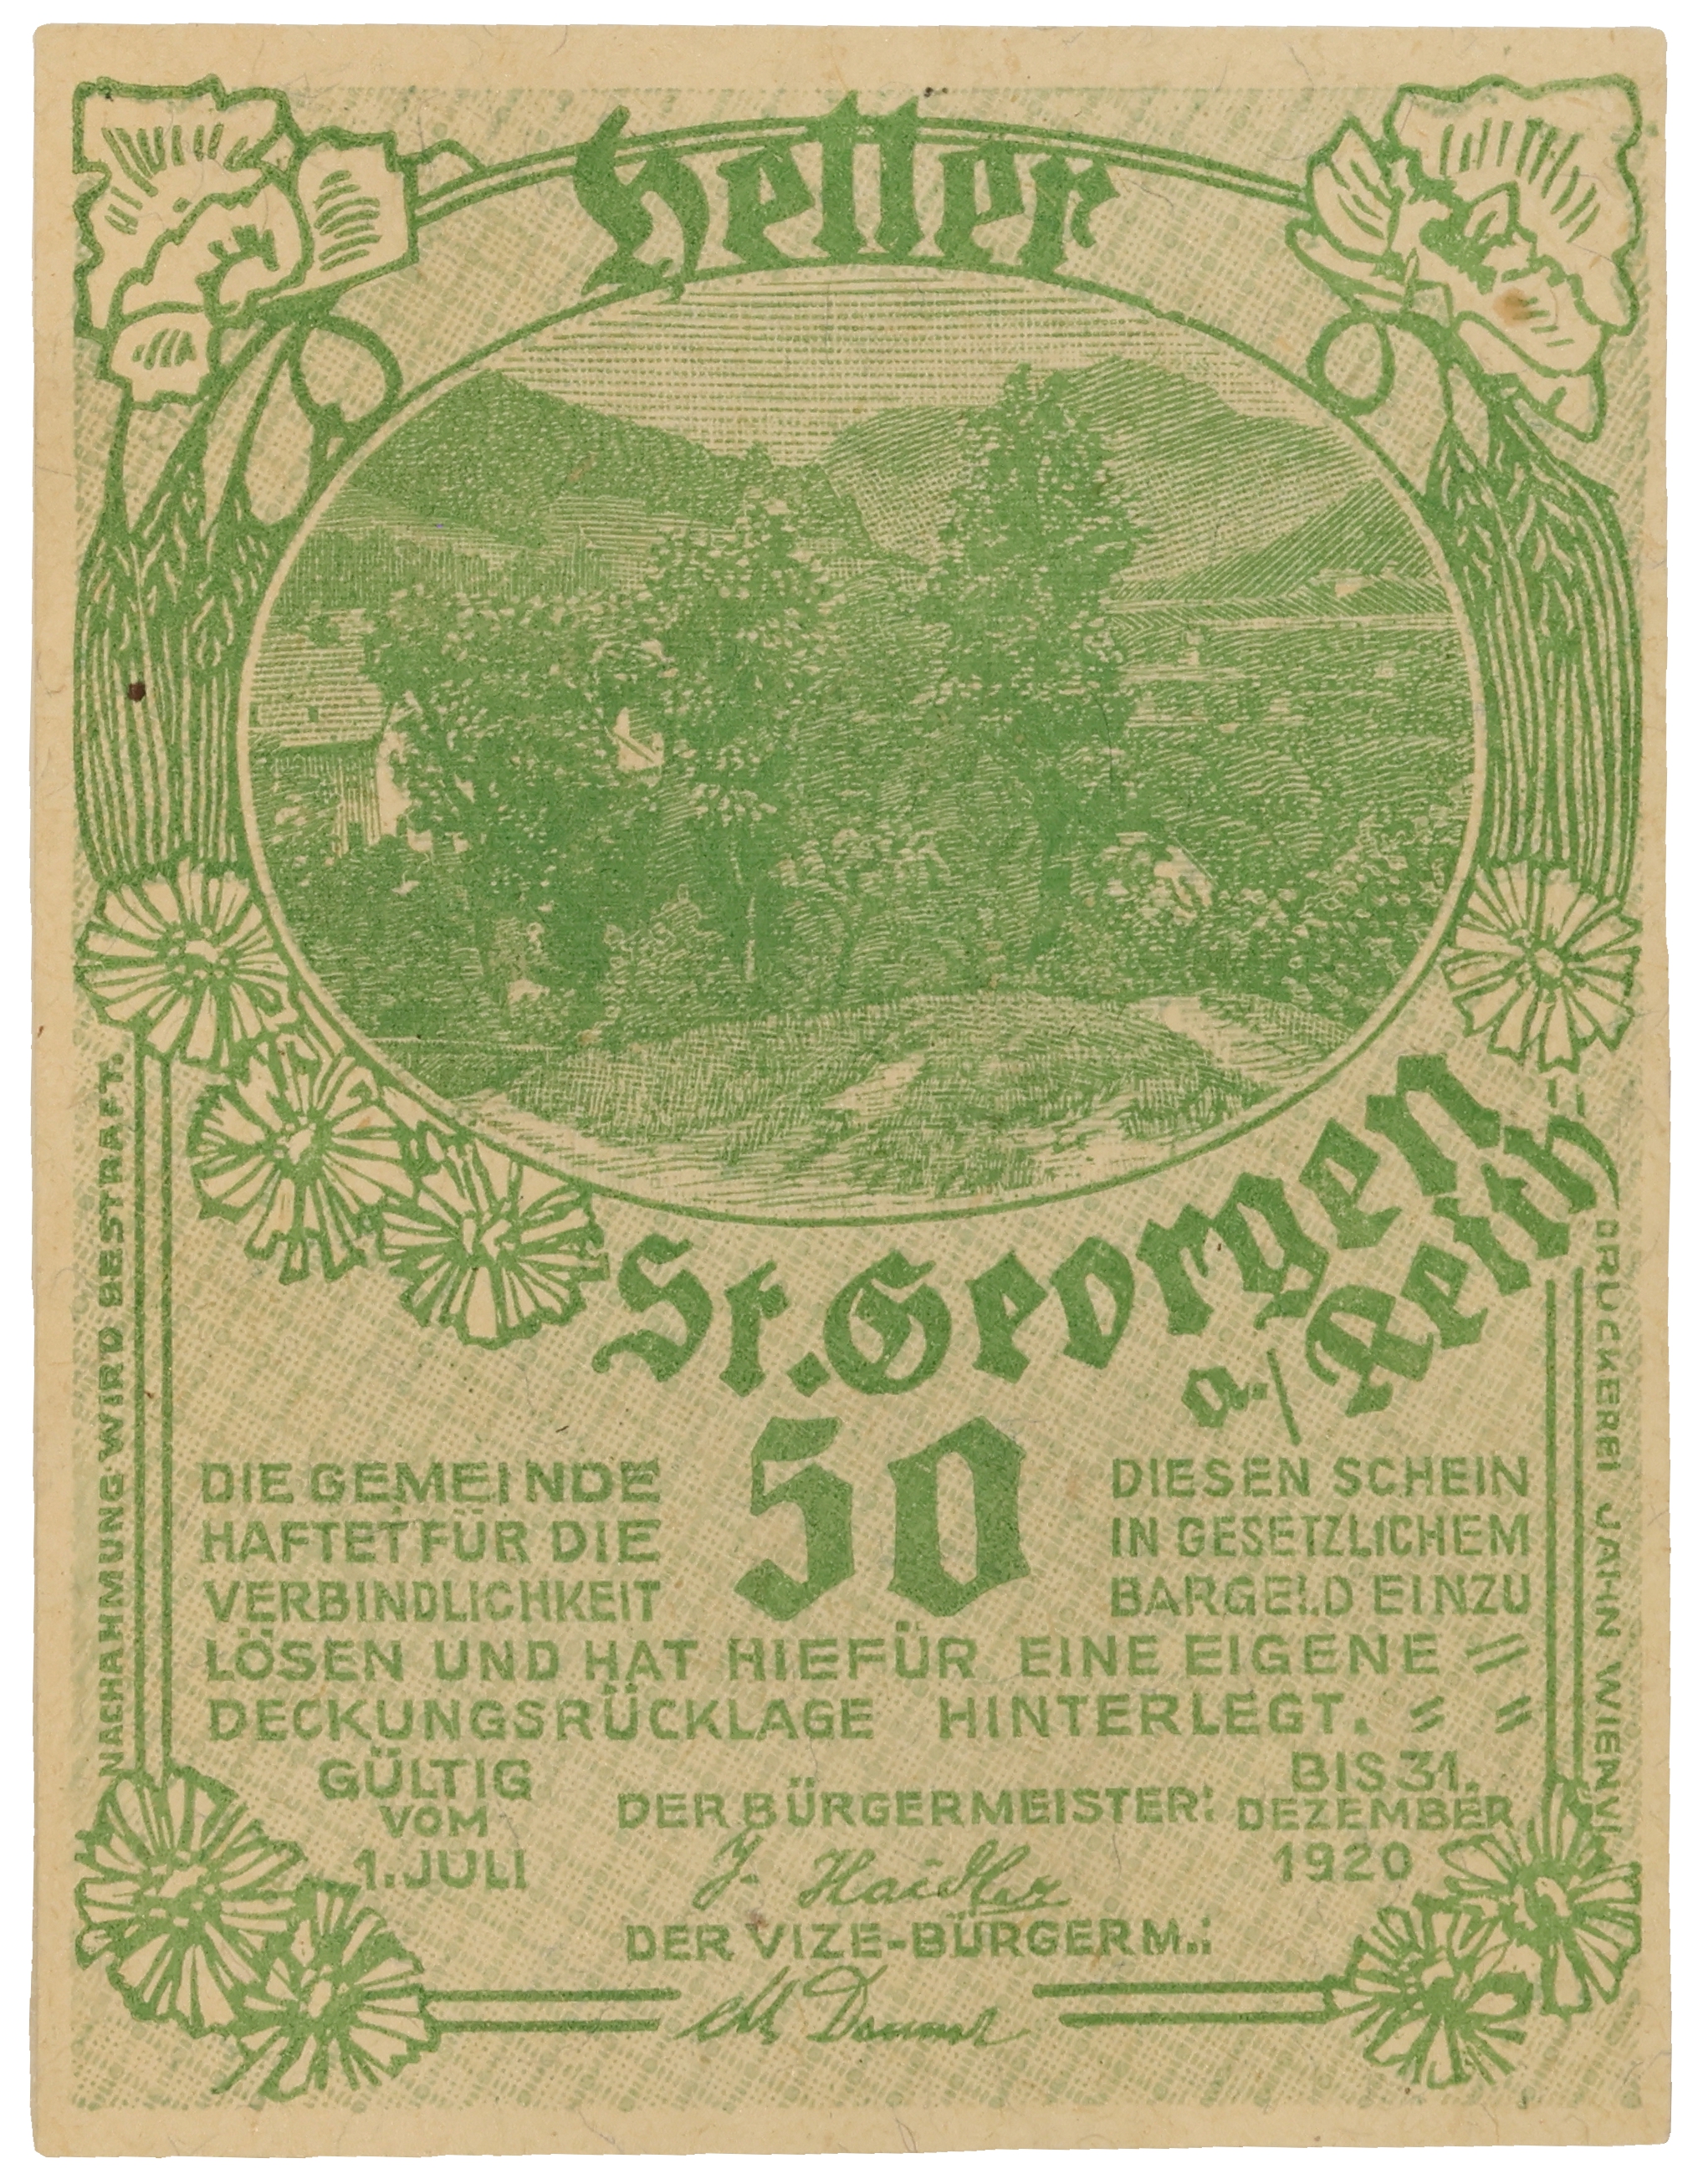 Heller
St. Georgen
a./Reith
50
DIE GEMEINDE
HAFTET FÜR DIE
VERBINDLICHKEIT
DIESEN SCHEIN
IN GESETZLICHEM
BARGELD EINZU
LÖSEN UND HAT HIEFÜR EINE EIGENE
DECKUNGSRÜCKLAGE HINTERLEGT.
GÜLTIG
VOM
1. JULI
BIS 31.
DEZEMBER
1920
DER BÜRGERMEISTER:
J. Haidler
DER VIZE-BÜRGERM.:
NACHAHMUNG WIRD BESTRAFT.
DRUCKEREI JAHN WIEN VI.